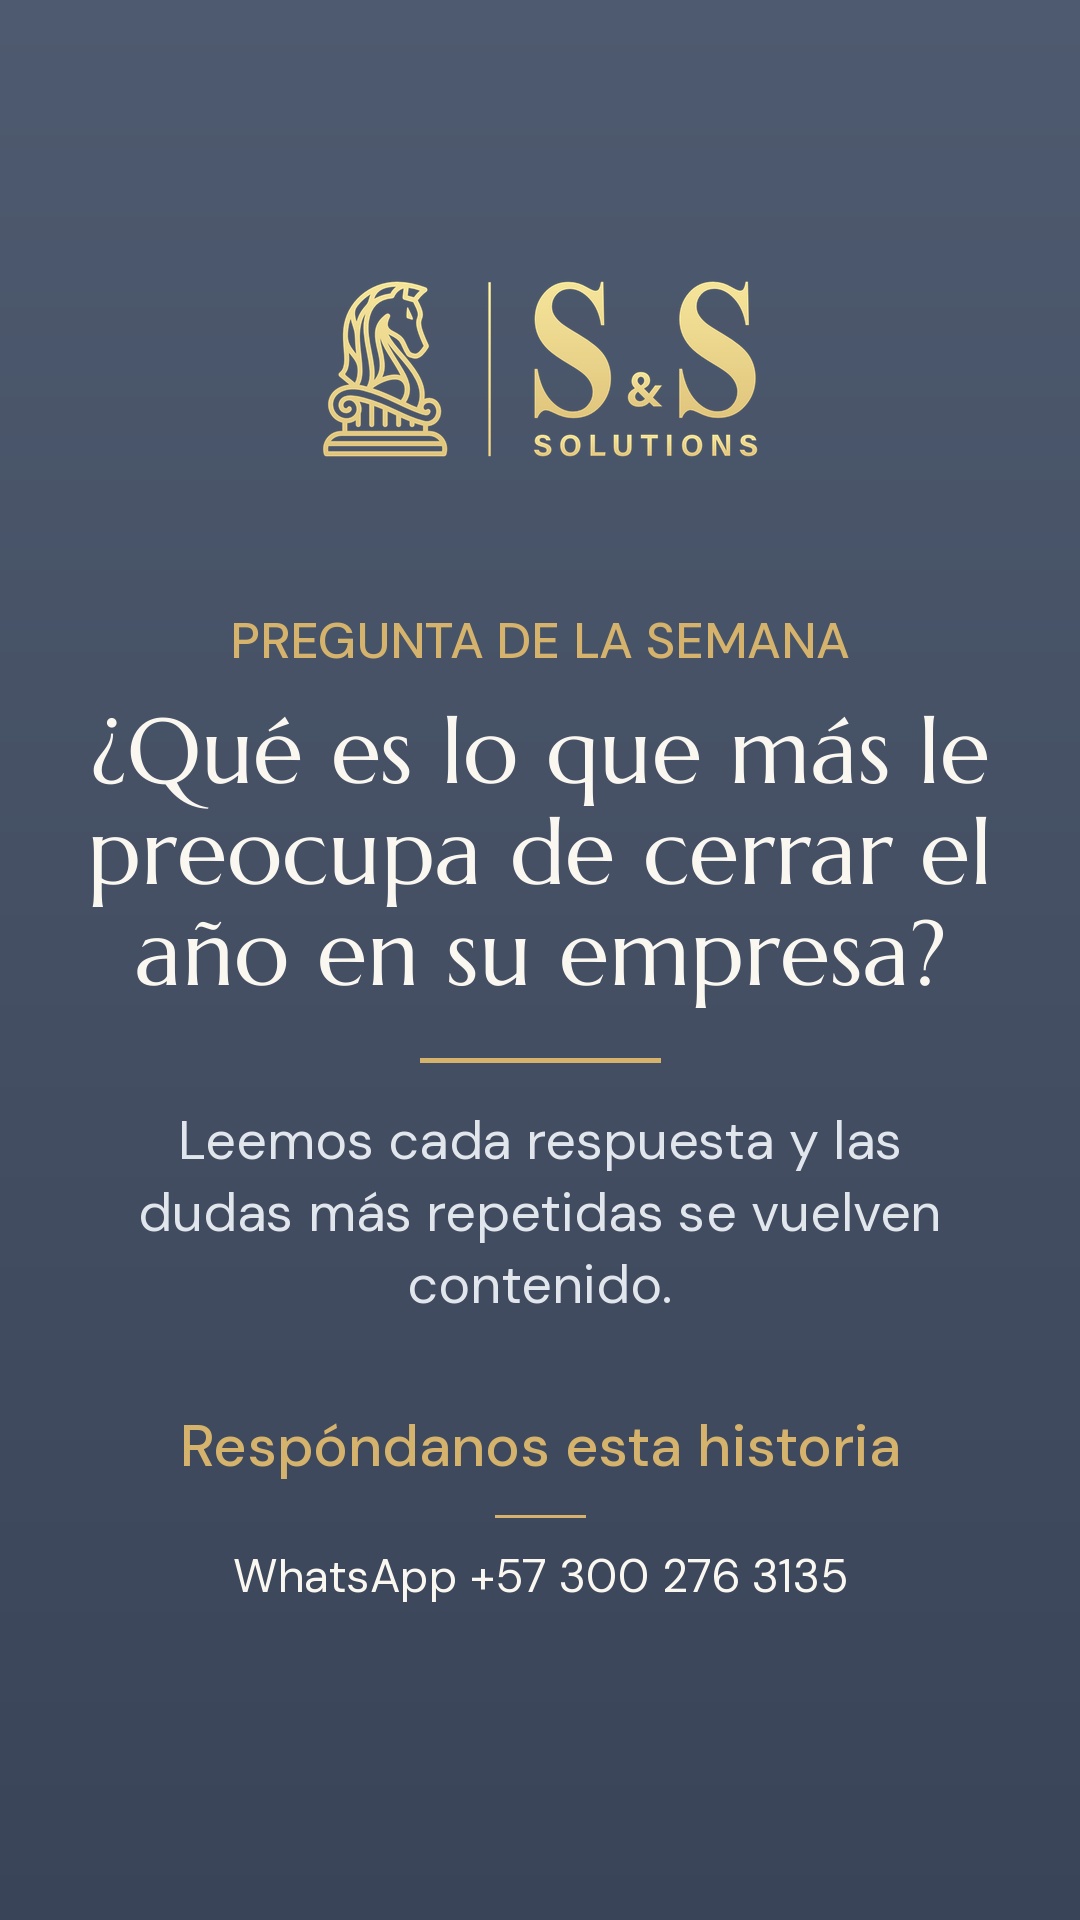 S&S
SOLUTIONS
PREGUNTA DE LA SEMANA
¿Qué es lo que más le
preocupa de cerrar el
año en su empresa?
Leemos cada respuesta y las
dudas más repetidas se vuelven
contenido.
Respóndanos esta historia
WhatsApp +57 300 276 3135